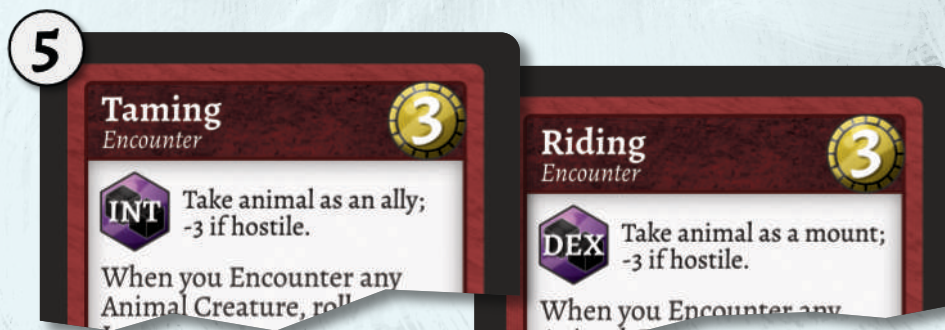 5
Taming
3
Encounter
INT
Take animal as an ally;
-3 if hostile.
When you Encounter any
Animal Creature, roll
Riding
3
Encounter
DEX
Take animal as a mount;
-3 if hostile.
When you Encounter any